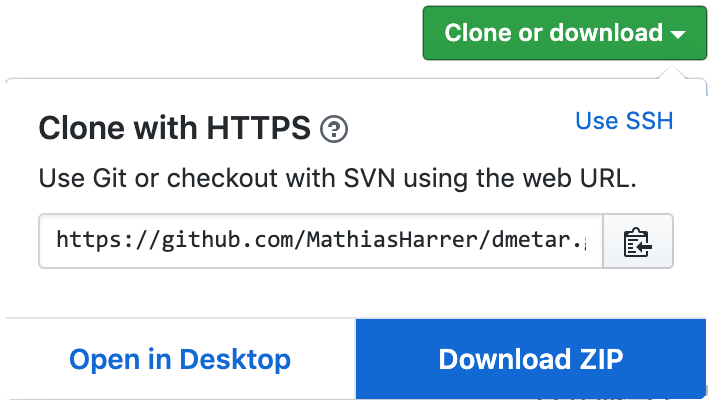 Clone or download
Clone with HTTPS
Use SSH
Use Git or checkout with SVN using the web URL.
https://github.com/MathiasHarrer/dmetar.
Open in Desktop
Download ZIP